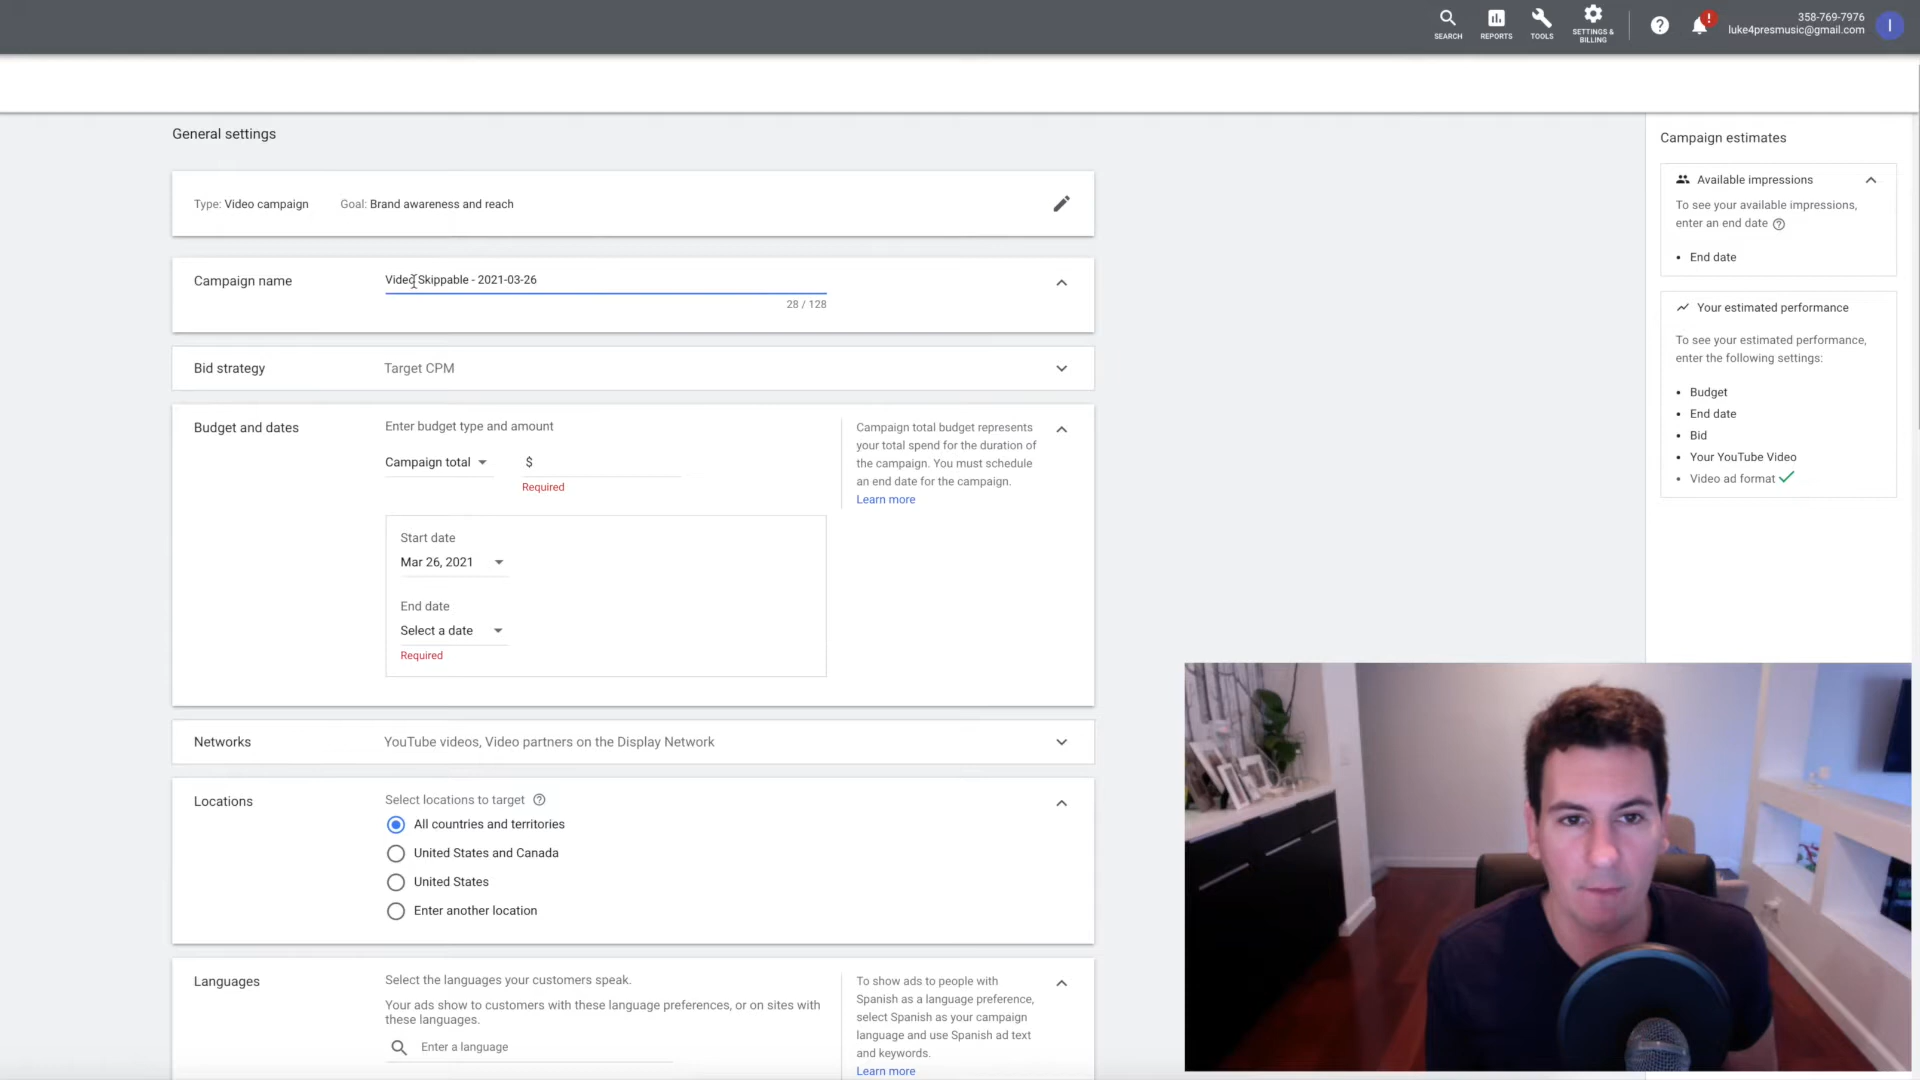 SEARCH
REPORTS
TOOLS
SETTINGS & BILLING
358-769-7976
luke4presmusic@gmail.com
I
General settings
Type: Video campaign Goal: Brand awareness and reach
Campaign name
Video Skippable - 2021-03-26
28 / 128
Bid strategy
Target CPM
Budget and dates
Enter budget type and amount
Campaign total
$
Required
Campaign total budget represents
your total spend for the duration of
the campaign. You must schedule
an end date for the campaign.
Learn more
Start date
Mar 26, 2021
End date
Select a date
Required
Networks
YouTube videos, Video partners on the Display Network
Locations
Select locations to target
All countries and territories
United States and Canada
United States
Enter another location
Languages
Select the languages your customers speak.
Your ads show to customers with these language preferences, or on sites with
these languages.
Enter a language
To show ads to people with
Spanish as a language preference,
select Spanish as your campaign
language and use Spanish ad text
and keywords.
Learn more
Campaign estimates
Available impressions
To see your available impressions,
enter an end date
• End date
Your estimated performance
To see your estimated performance,
enter the following settings:
• Budget
• End date
• Bid
• Your YouTube Video
• Video ad format